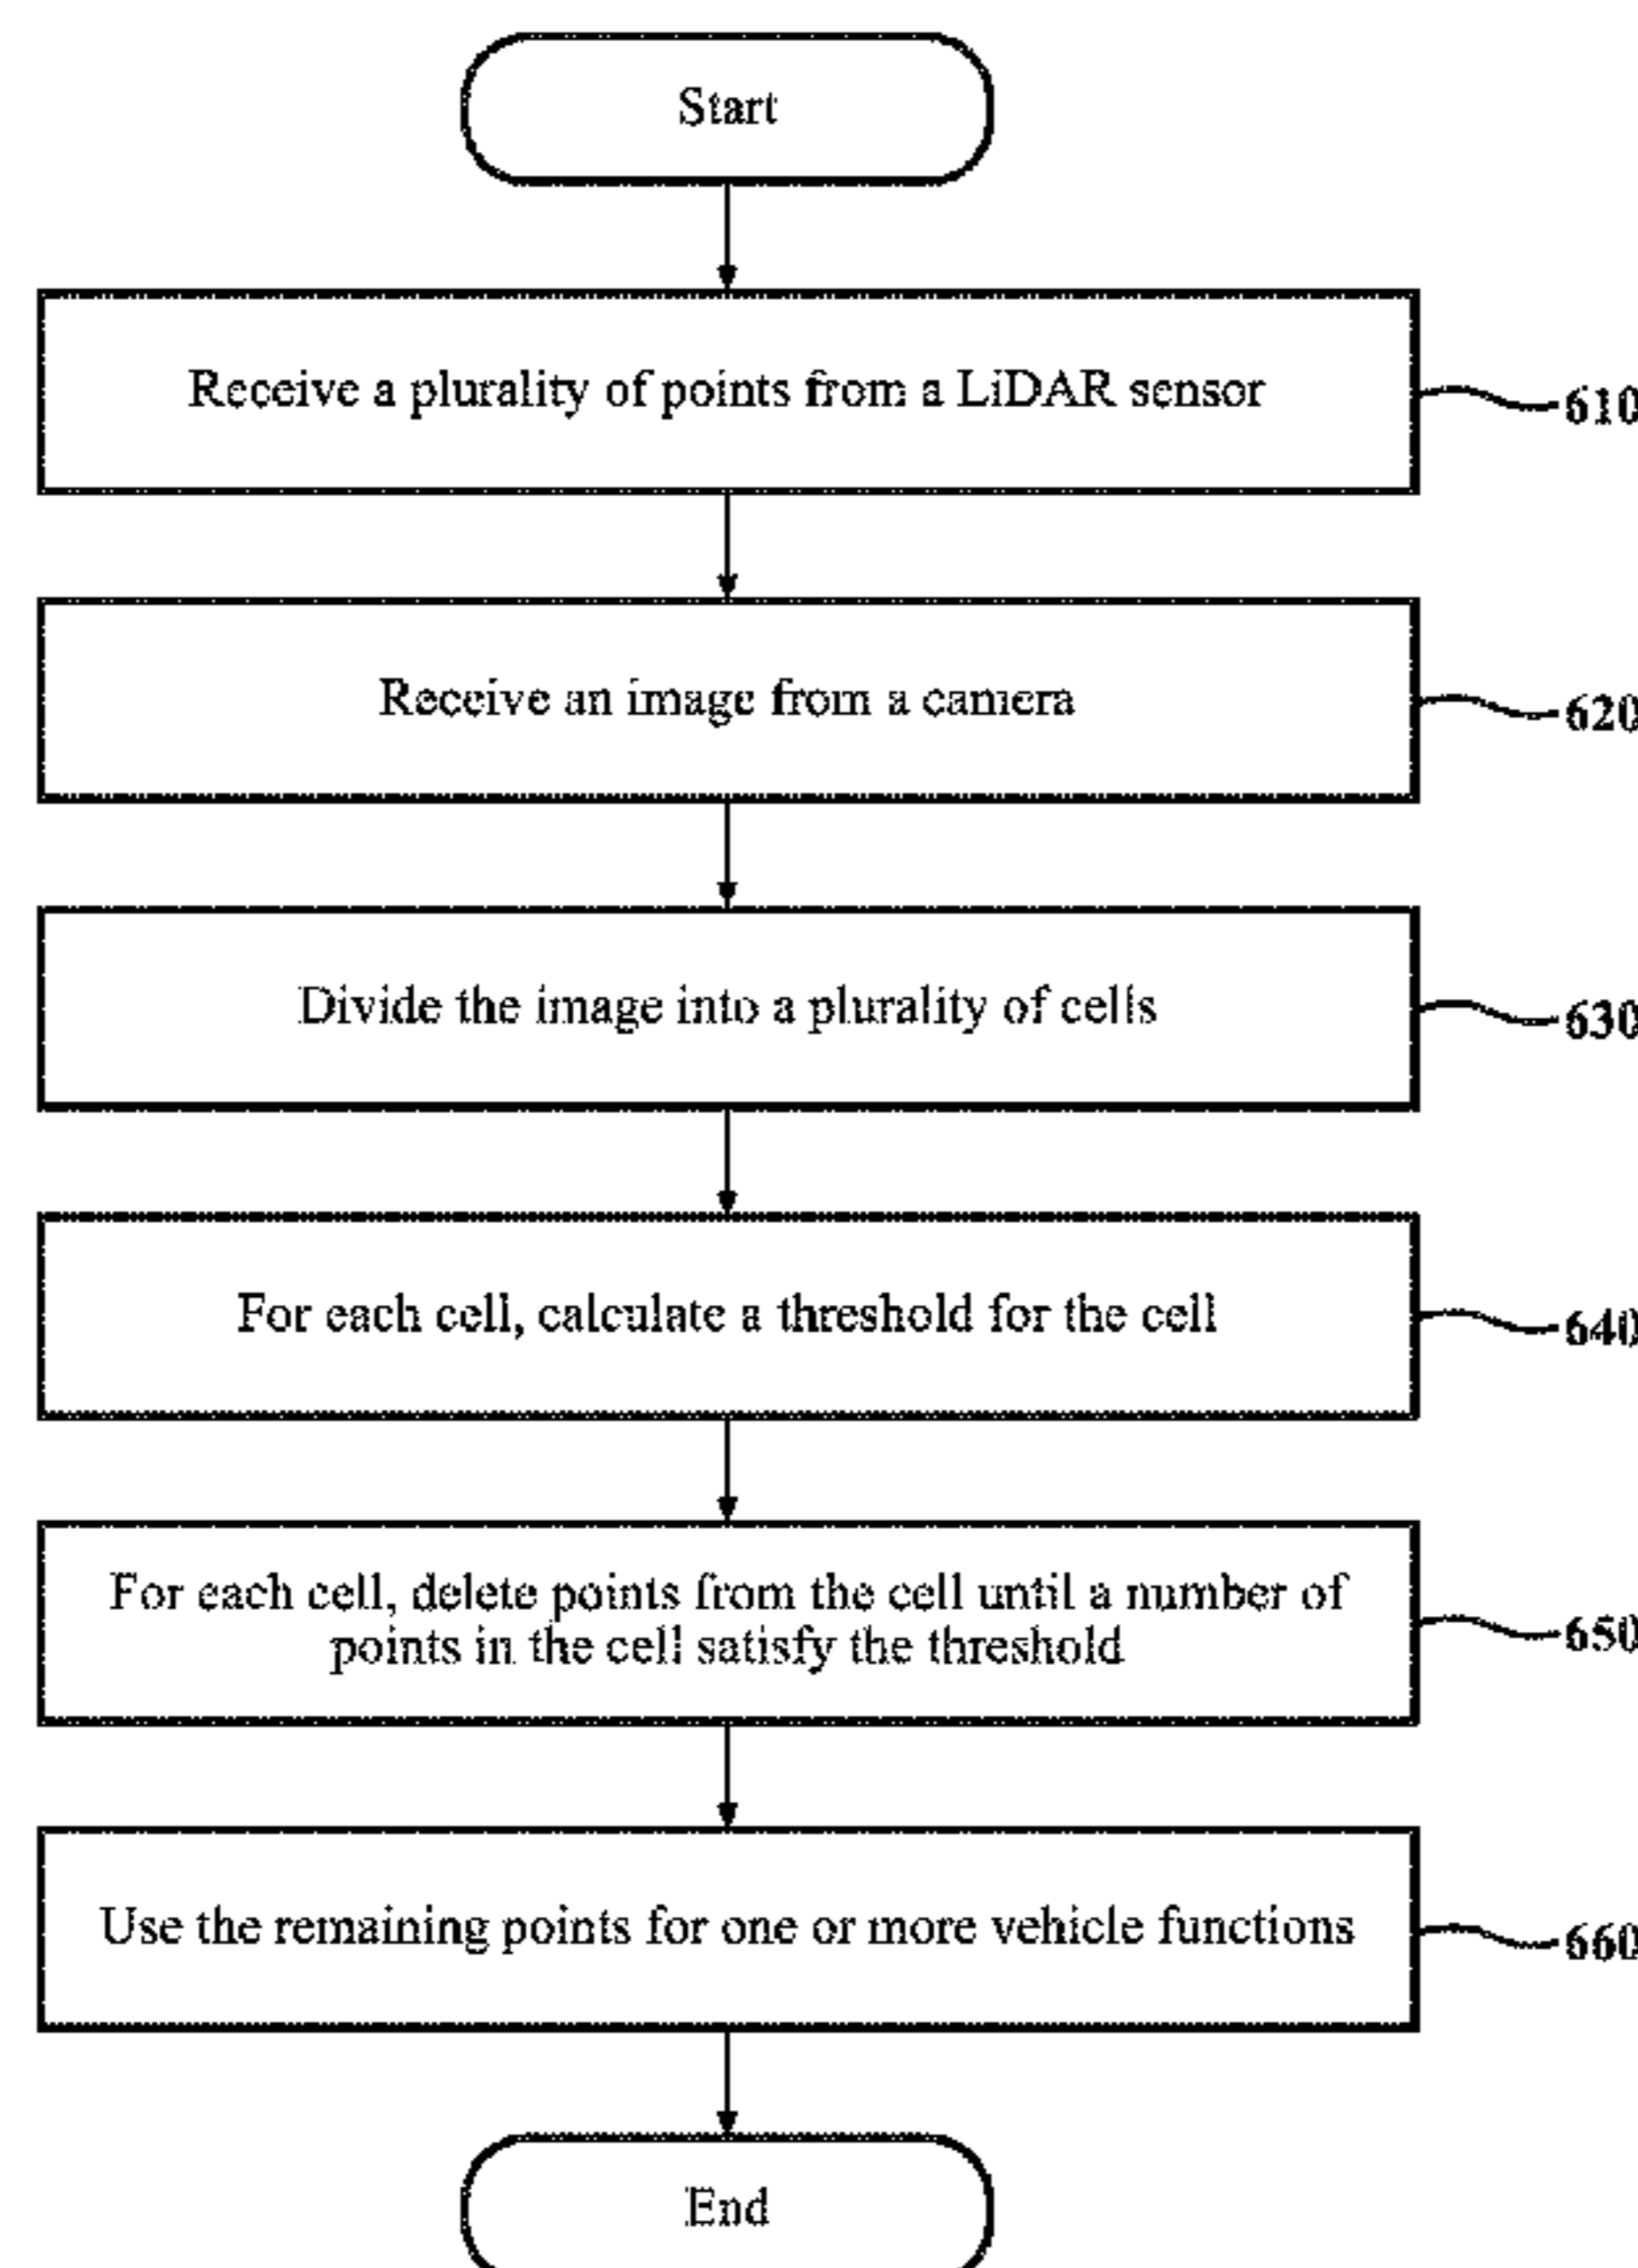 Start
Receive a plurality of points from a LiDAR sensor
610
Receive an image from a camera
620
Divide the image into a plurality of cells
630
For each cell, calculate a threshold for the cell
640
For each cell, delete points from the cell until a number of
points in the cell satisfy the threshold
650
Use the remaining points for one or more vehicle functions
660
End